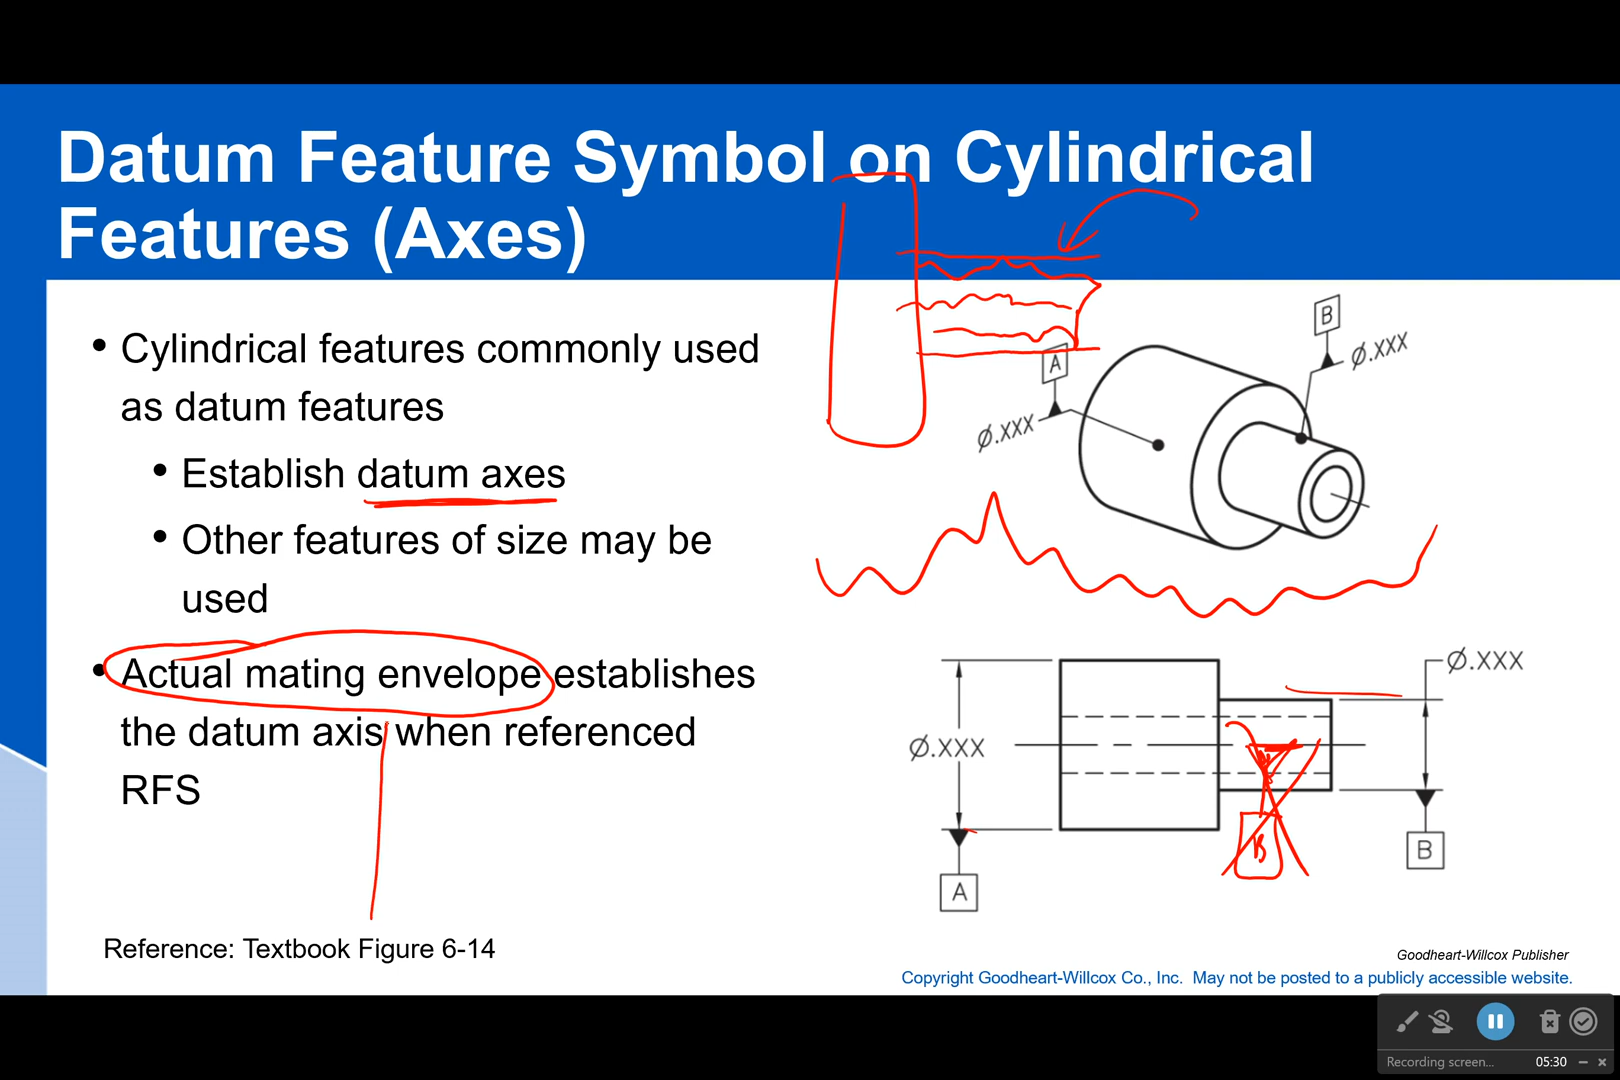 Datum Feature Symbol on Cylindrical
Features (Axes)
• Cylindrical features commonly used
as datum features
• Establish datum axes
• Other features of size may be
used
• Actual mating envelope establishes
the datum axis when referenced
RFS
Reference: Textbook Figure 6-14
B
Ø.XXX
A
Ø.XXX
Ø.XXX
Ø.XXX
B
B
A
Goodheart-Willcox Publisher
Copyright Goodheart-Willcox Co., Inc. May not be posted to a publicly accessible website.
Recording screen... 05:30